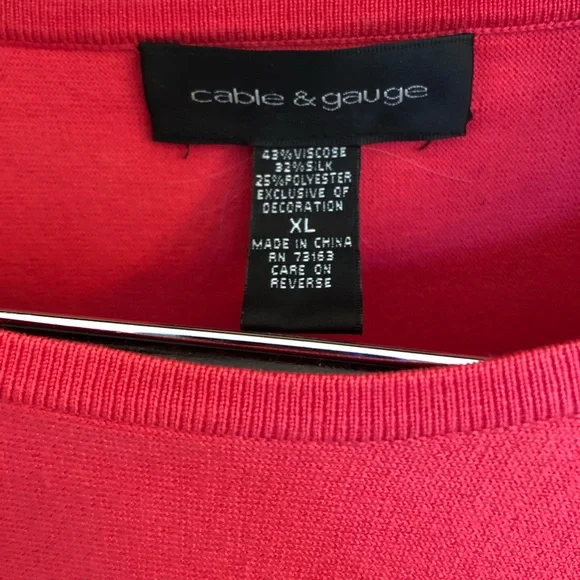 cable & gauge
43%VISCOSE
32%SILK
25%POLYESTER
EXCLUSIVE OF
DECORATION
XL
MADE IN CHINA
RN 73163
CARE ON
REVERSE